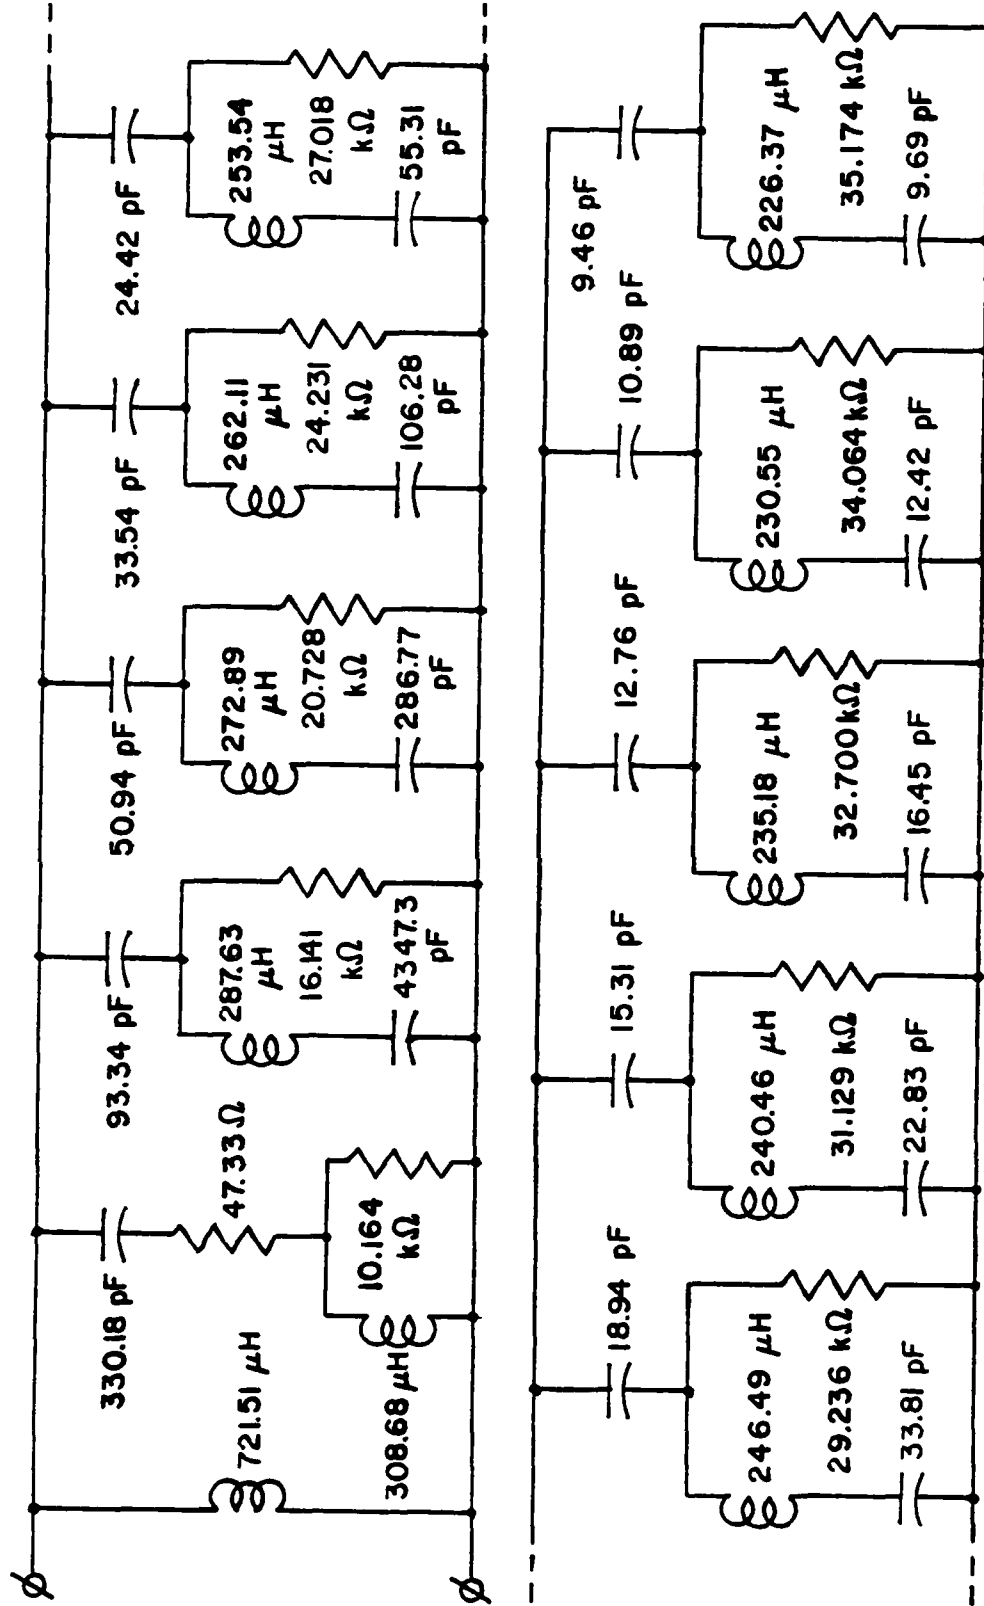 721.51 μH
330.18 pF
47.33 Ω
308.68 μH
10.164
kΩ
93.34 pF
287.63
μH
16.141
kΩ
4347.3
pF
50.94 pF
272.89
μH
20.728
kΩ
286.77
pF
33.54 pF
262.11
μH
24.231
kΩ
106.28
pF
24.42 pF
253.54
μH
27.018
kΩ
55.31
pF
18.94 pF
246.49 μH
29.236 kΩ
33.81 pF
15.31 pF
240.46 μH
31.129 kΩ
22.83 pF
12.76 pF
235.18 μH
32.700 kΩ
16.45 pF
10.89 pF
230.55 μH
34.064 kΩ
12.42 pF
9.46 pF
226.37 μH
35.174 kΩ
9.69 pF